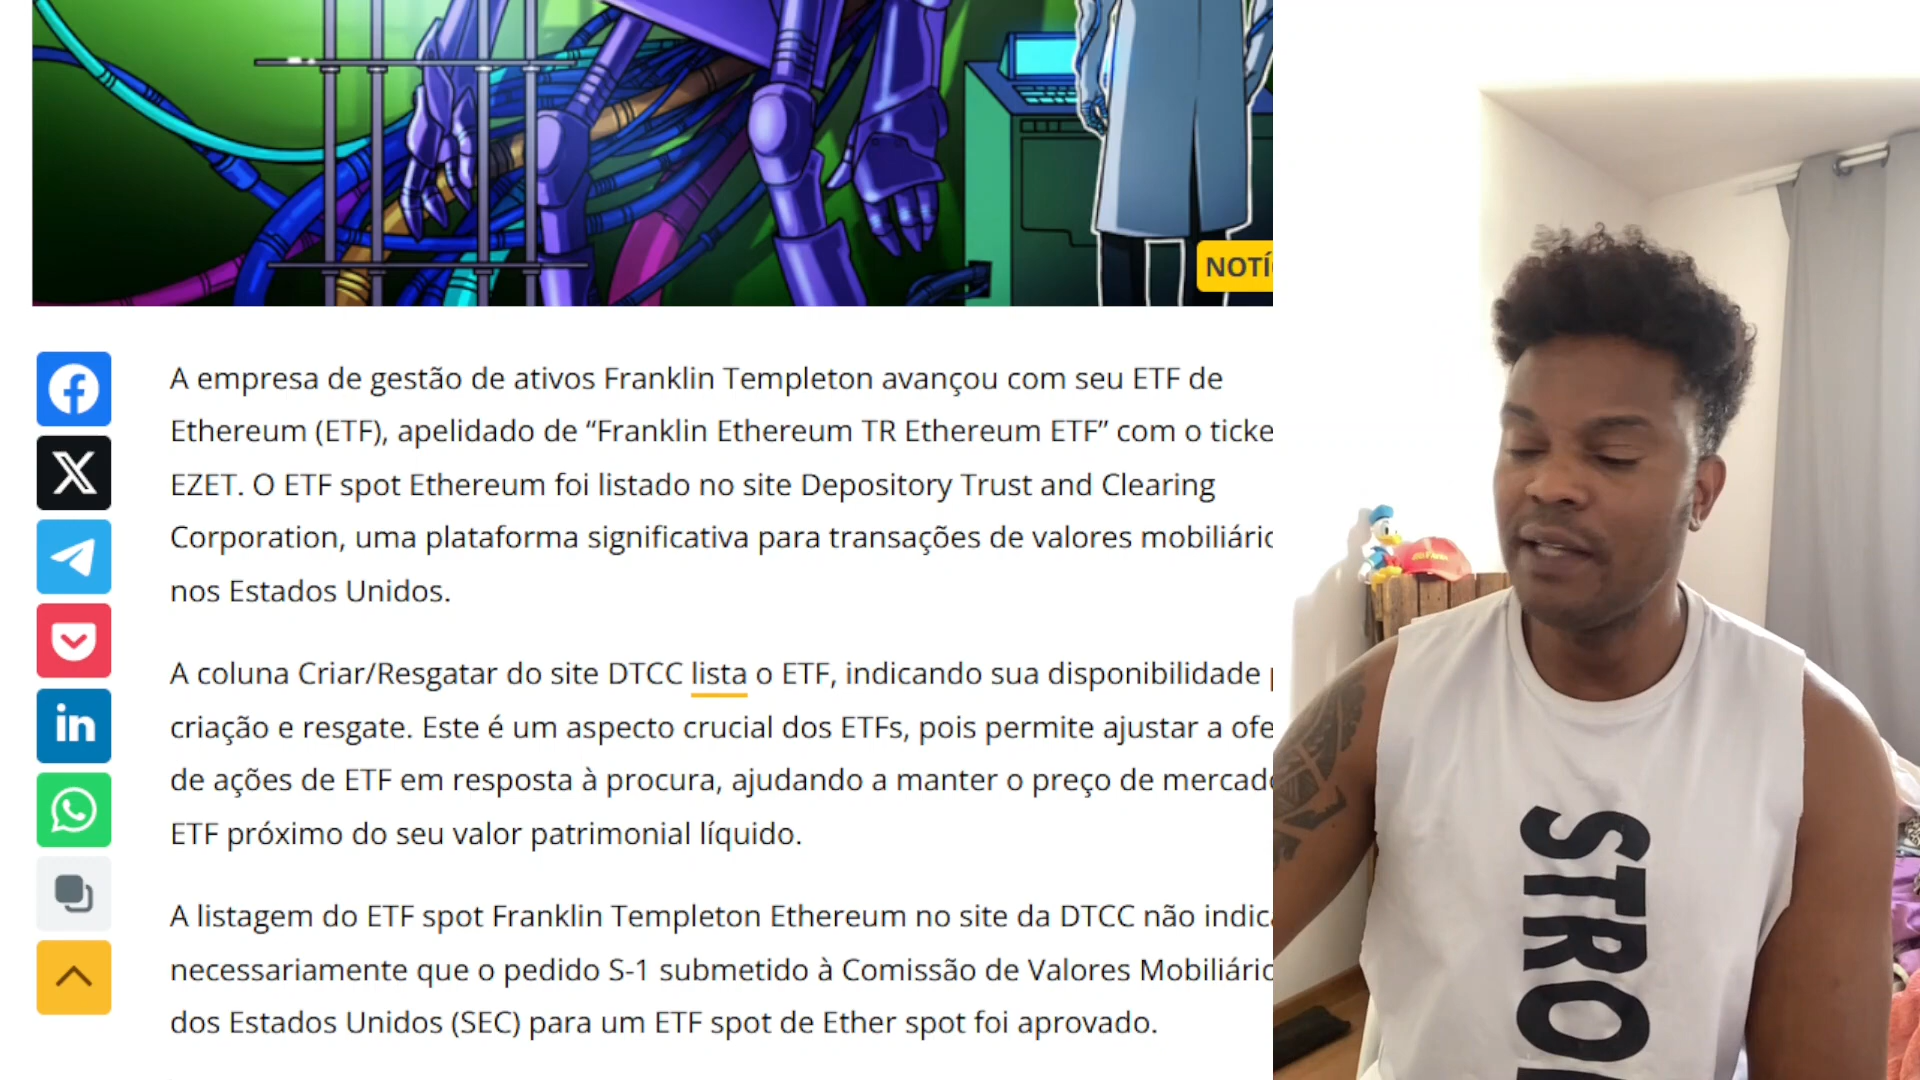 NOTÍ
A empresa de gestão de ativos Franklin Templeton avançou com seu ETF de
Ethereum (ETF), apelidado de “Franklin Ethereum TR Ethereum ETF” com o ticke
EZET. O ETF spot Ethereum foi listado no site Depository Trust and Clearing
Corporation, uma plataforma significativa para transações de valores mobiliário
nos Estados Unidos.
A coluna Criar/Resgatar do site DTCC lista o ETF, indicando sua disponibilidade
criação e resgate. Este é um aspecto crucial dos ETFs, pois permite ajustar a ofe
de ações de ETF em resposta à procura, ajudando a manter o preço de mercado
ETF próximo do seu valor patrimonial líquido.
A listagem do ETF spot Franklin Templeton Ethereum no site da DTCC não indica
necessariamente que o pedido S-1 submetido à Comissão de Valores Mobiliário
dos Estados Unidos (SEC) para um ETF spot de Ether spot foi aprovado.
in
STRO